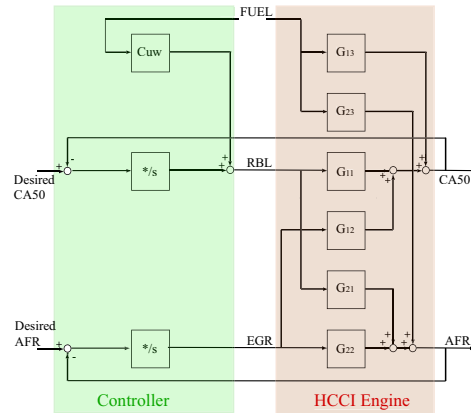 FUEL
Cuw
G13
G23
-
+
Desired
CA50
*/s
+
+
RBL
G11
+
+
+
+
CA50
G12
G21
Desired
AFR
+
-
*/s
EGR
G22
+
+
+
+
AFR
Controller
HCCI Engine